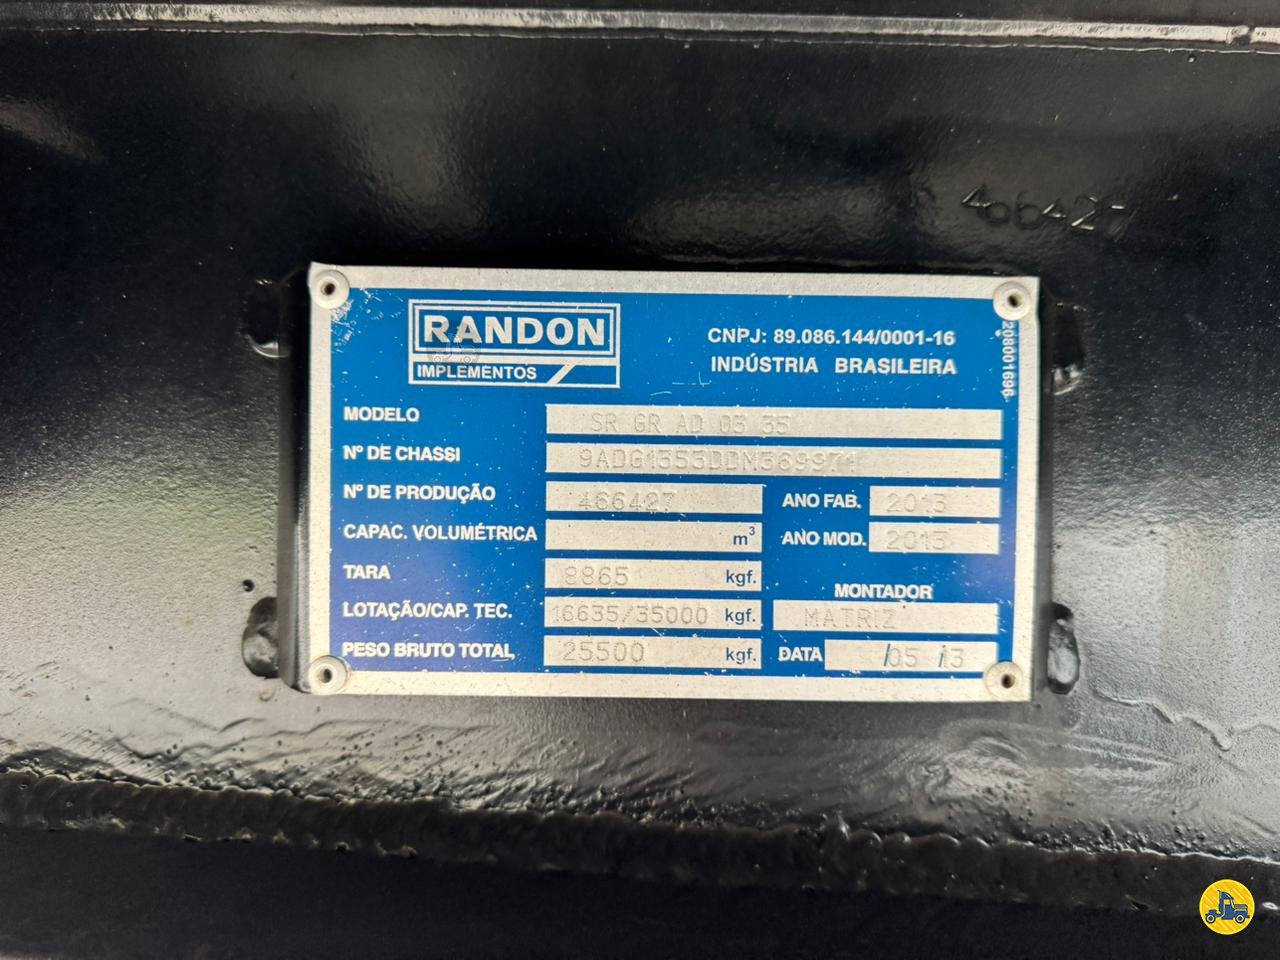 466427
RANDON
IMPLEMENTOS
CNPJ: 89.086.144/0001-16
INDÚSTRIA BRASILEIRA
208001696
MODELO SR GR AD 03 35
Nº DE CHASSI 9ADG1353DDM369971
Nº DE PRODUÇÃO 466427 ANO FAB. 2013
CAPAC. VOLUMÉTRICA m³ ANO MOD. 2013
TARA 8865 kgf.
MONTADOR
LOTAÇÃO/CAP. TEC. 16635/35000 kgf. MATRIZ
PESO BRUTO TOTAL 25500 kgf. DATA /05 /13